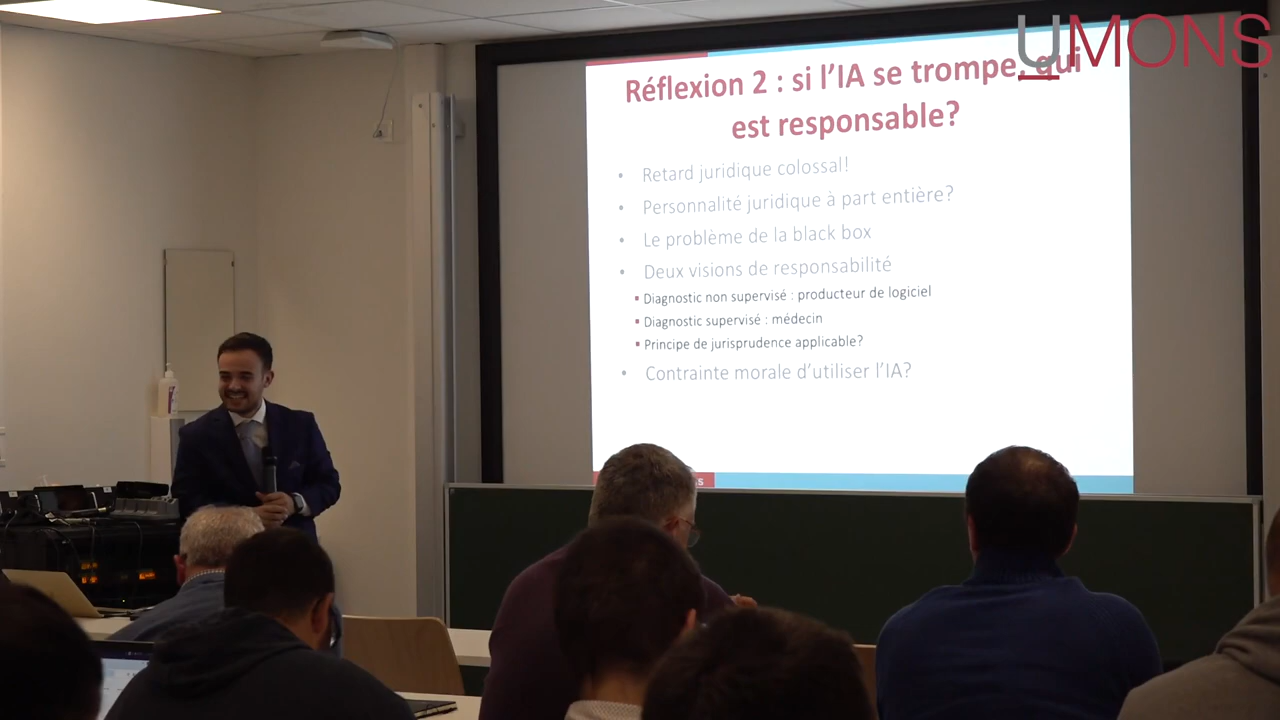 UMONS
Réflexion 2 : si l'IA se trompe, qui
est responsable?
• Retard juridique colossal!
• Personnalité juridique à part entière?
• Le problème de la black box
• Deux visions de responsabilité
▪ Diagnostic non supervisé : producteur de logiciel
▪ Diagnostic supervisé : médecin
▪ Principe de jurisprudence applicable?
• Contrainte morale d'utiliser l'IA?